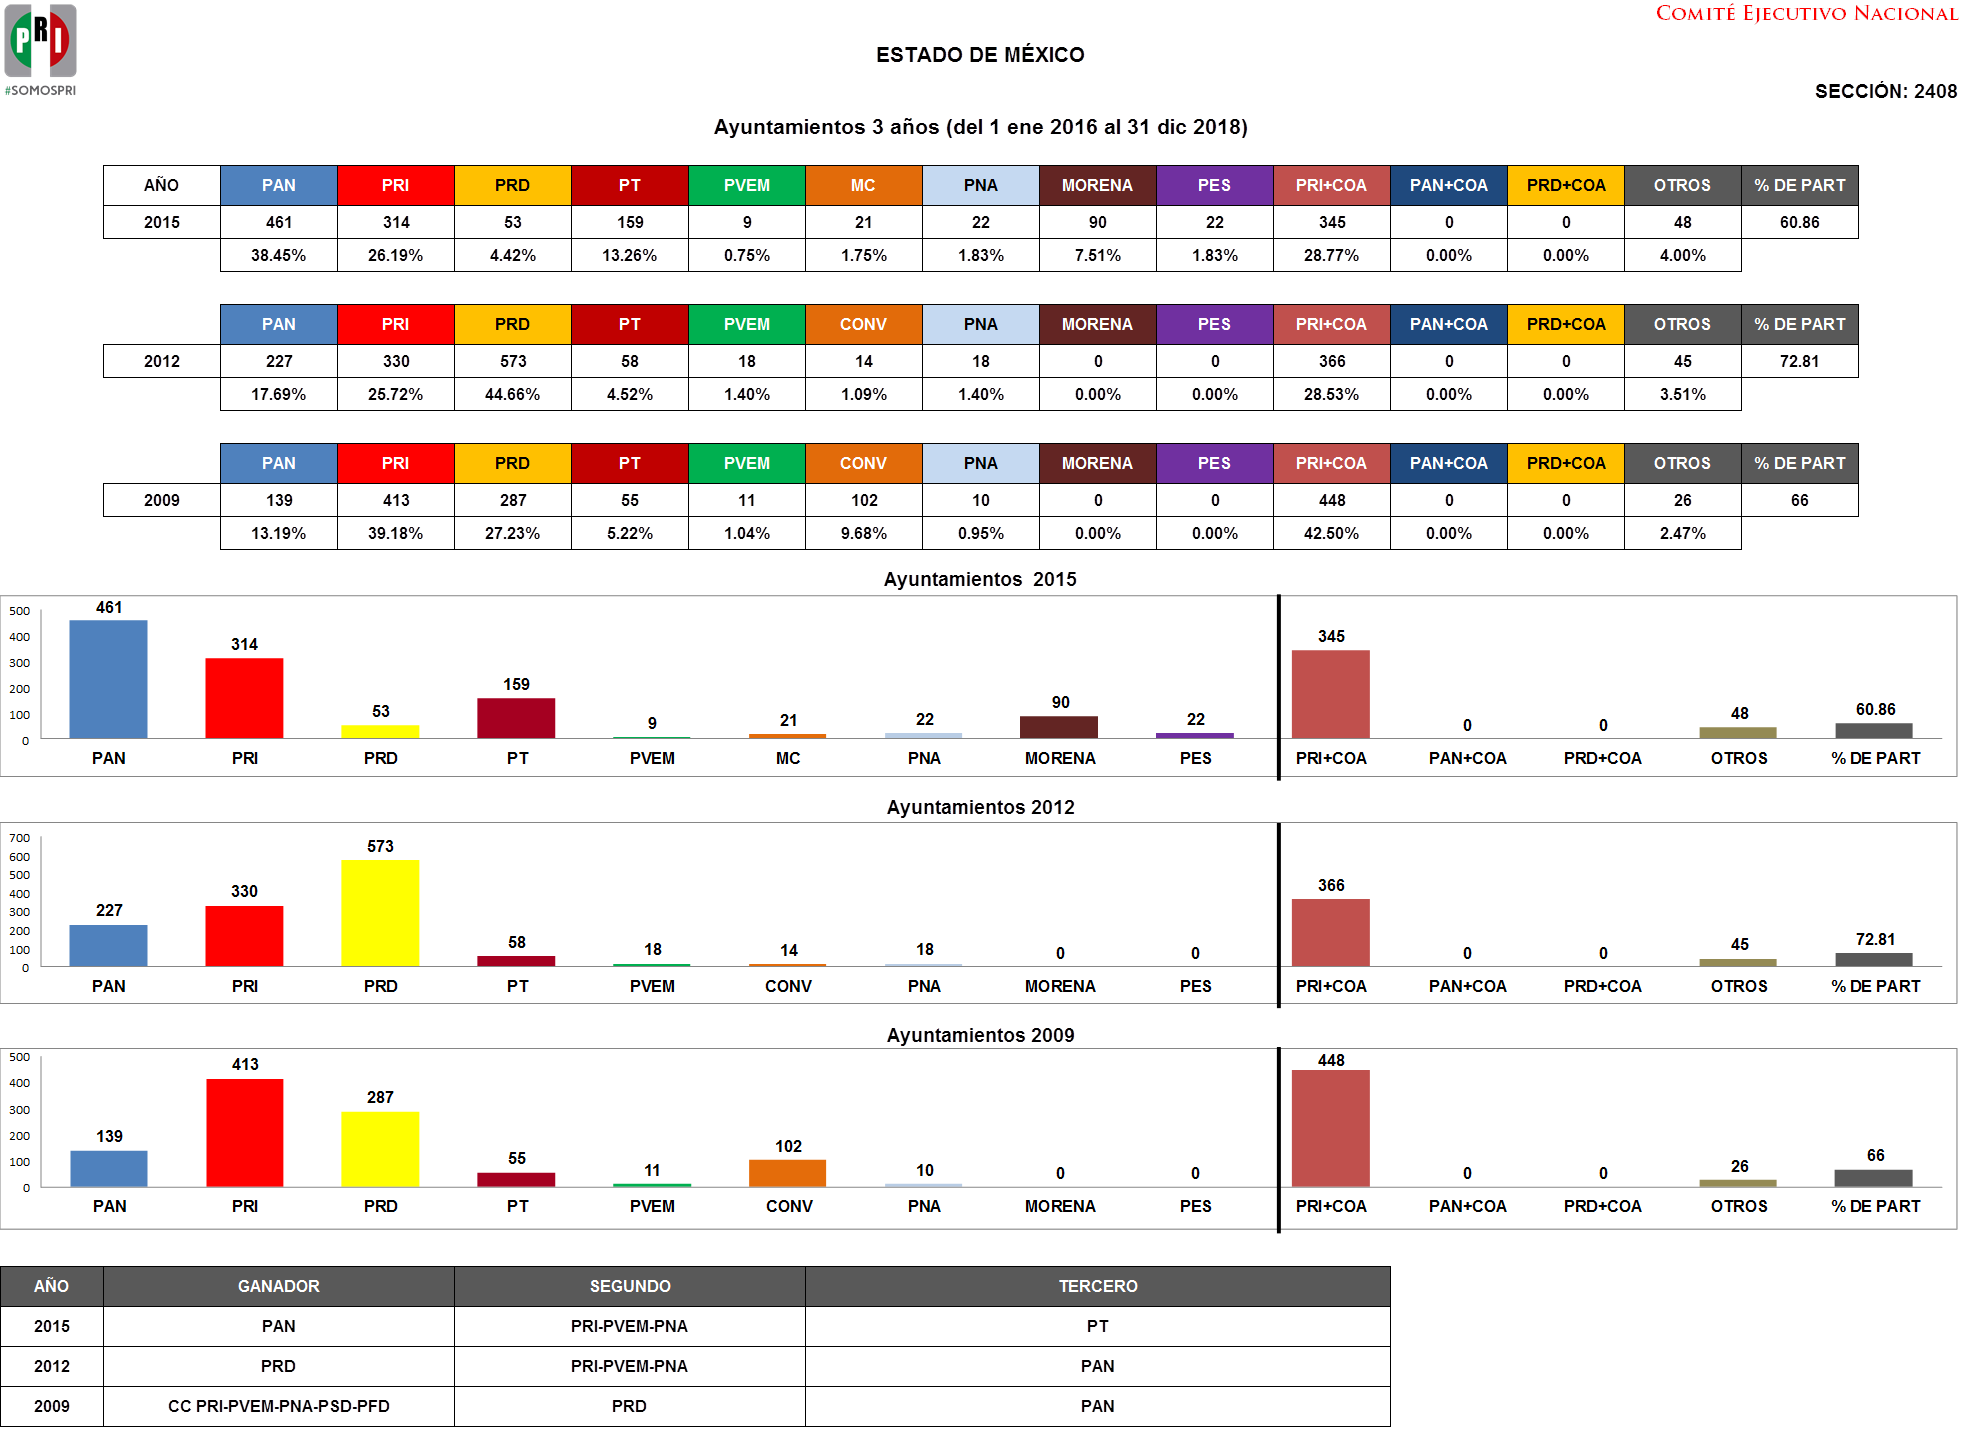 PRI
#SOMOSPRI
COMITÉ EJECUTIVO NACIONAL
ESTADO DE MÉXICO
SECCIÓN: 2408
Ayuntamientos 3 años (del 1 ene 2016 al 31 dic 2018)
AÑO PAN PRI PRD PT PVEM MC PNA MORENA PES PRI+COA PAN+COA PRD+COA OTROS % DE PART
2015 461 314 53 159 9 21 22 90 22 345 0 0 48 60.86
38.45% 26.19% 4.42% 13.26% 0.75% 1.75% 1.83% 7.51% 1.83% 28.77% 0.00% 0.00% 4.00%
PAN PRI PRD PT PVEM CONV PNA MORENA PES PRI+COA PAN+COA PRD+COA OTROS % DE PART
2012 227 330 573 58 18 14 18 0 0 366 0 0 45 72.81
17.69% 25.72% 44.66% 4.52% 1.40% 1.09% 1.40% 0.00% 0.00% 28.53% 0.00% 0.00% 3.51%
PAN PRI PRD PT PVEM CONV PNA MORENA PES PRI+COA PAN+COA PRD+COA OTROS % DE PART
2009 139 413 287 55 11 102 10 0 0 448 0 0 26 66
13.19% 39.18% 27.23% 5.22% 1.04% 9.68% 0.95% 0.00% 0.00% 42.50% 0.00% 0.00% 2.47%
Ayuntamientos 2015
500
400
300
200
100
0
461 314 53 159 9 21 22 90 22 345 0 0 48 60.86
PAN PRI PRD PT PVEM MC PNA MORENA PES PRI+COA PAN+COA PRD+COA OTROS % DE PART
Ayuntamientos 2012
700
600
500
400
300
200
100
0
227 330 573 58 18 14 18 0 0 366 0 0 45 72.81
PAN PRI PRD PT PVEM CONV PNA MORENA PES PRI+COA PAN+COA PRD+COA OTROS % DE PART
Ayuntamientos 2009
500
400
300
200
100
0
139 413 287 55 11 102 10 0 0 448 0 0 26 66
PAN PRI PRD PT PVEM CONV PNA MORENA PES PRI+COA PAN+COA PRD+COA OTROS % DE PART
AÑO GANADOR SEGUNDO TERCERO
2015 PAN PRI-PVEM-PNA PT
2012 PRD PRI-PVEM-PNA PAN
2009 CC PRI-PVEM-PNA-PSD-PFD PRD PAN